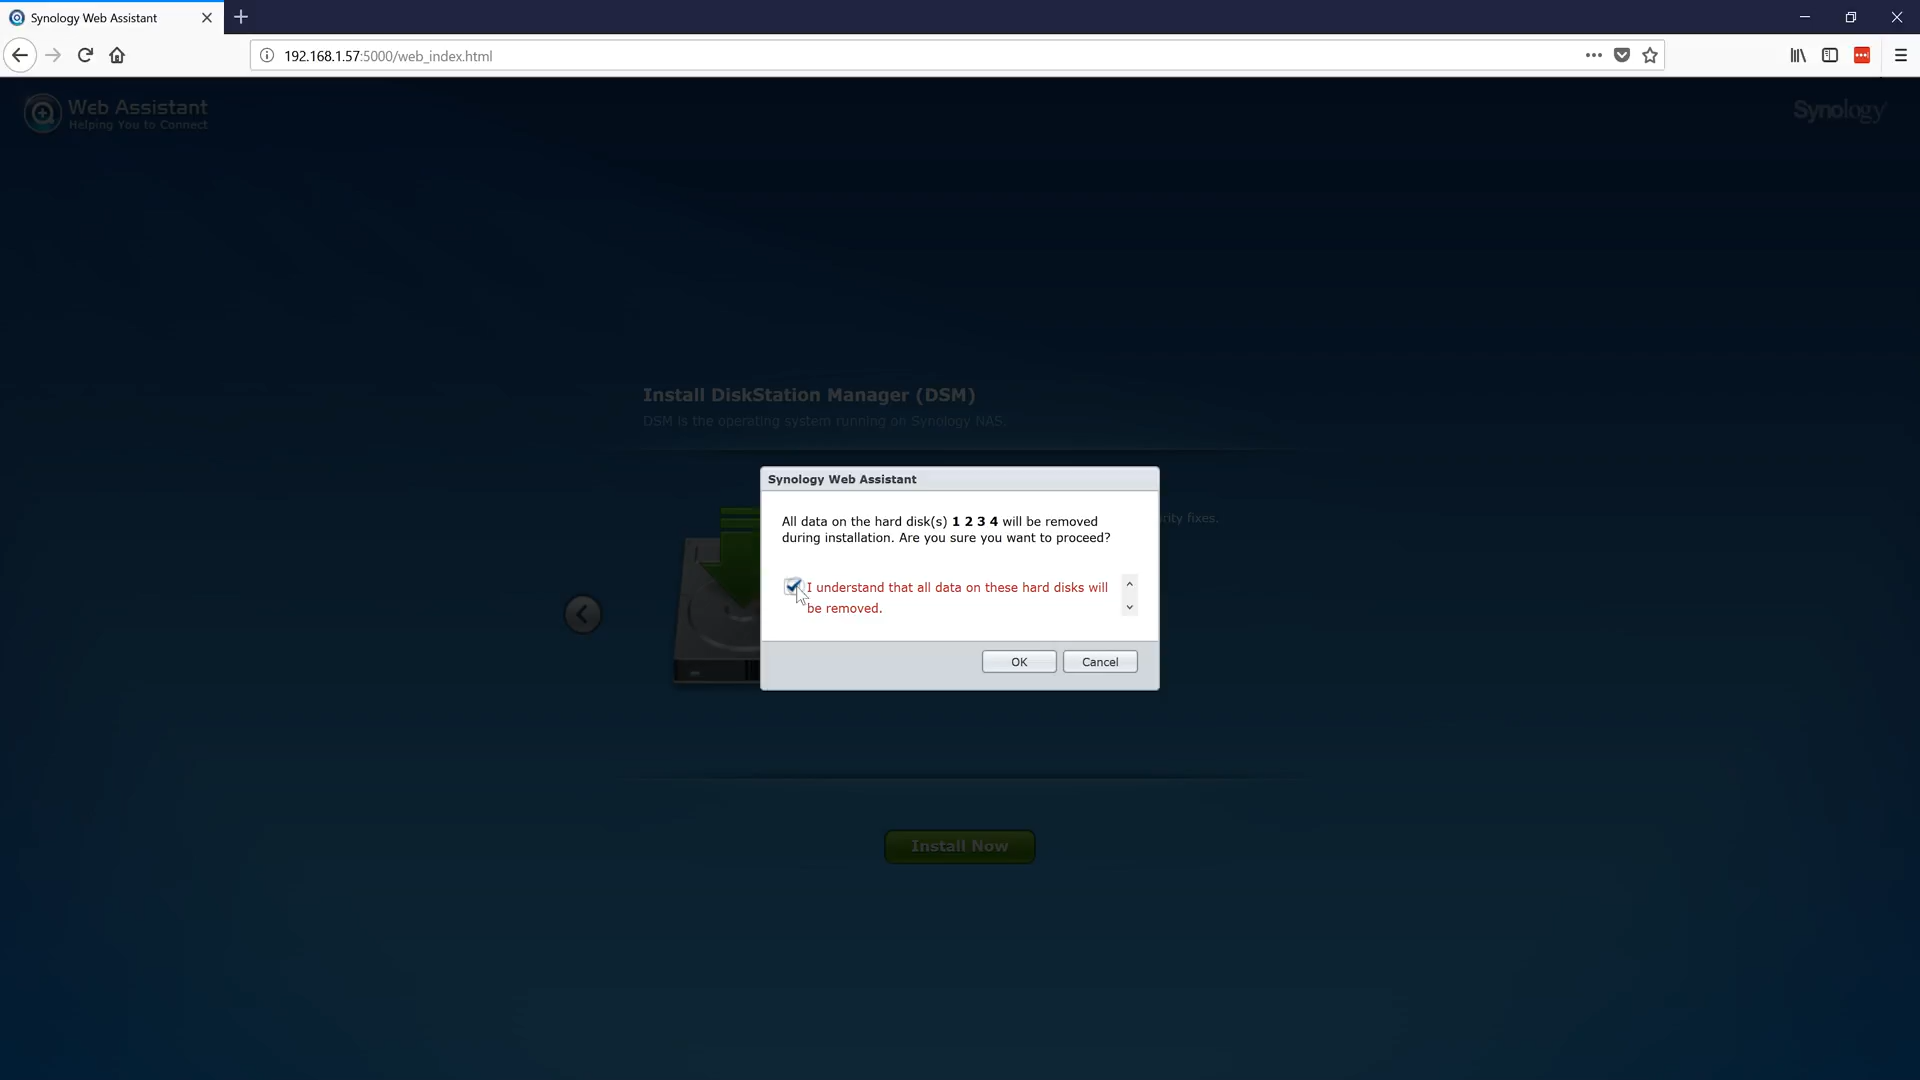 Synology Web Assistant
192.168.1.57:5000/web_index.html
Web Assistant
Helping You to Connect
Synology
Install DiskStation Manager (DSM)
DSM is the operating system running on Synology NAS.
Synology Web Assistant
All data on the hard disk(s) 1 2 3 4 will be removed
during installation. Are you sure you want to proceed?
rity fixes.
I understand that all data on these hard disks will
be removed.
OK
Cancel
Install Now